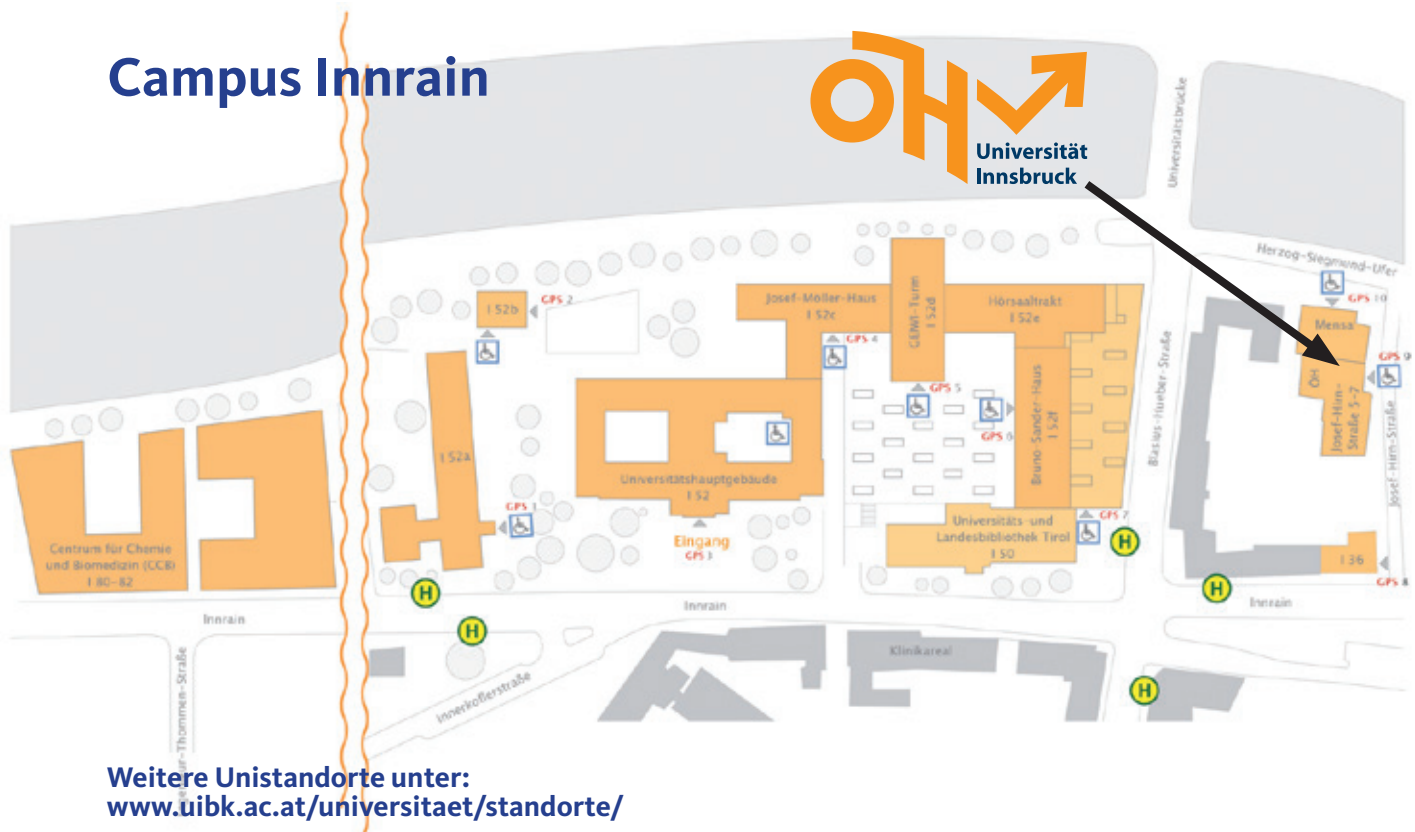 Campus Innrain
ÖH
Universität
Innsbruck
Universitätsbrücke
Herzog-Siegmund-Ufer
GPS 10
Mensa
GPS 9
ÖH
Josef-Hirn-
Straße 5-7
Josef-Hirn-Straße
I 52b
GPS 2
Josef-Möller-Haus
I 52c
GPS 4
GEIWI-Turm
I 52d
Hörsaaltrakt
I 52e
GPS 5
GPS 6
Bruno-Sander-Haus
I 52f
Blasius-Hueber-Straße
I 52a
GPS 1
Universitätshauptgebäude
I 52
Eingang
GPS 3
Universitäts- und
Landesbibliothek Tirol
I 50
GPS 7
H
Centrum für Chemie
und Biomedizin (CCB)
I 80-82
I 36
GPS 8
H
H
H
Innrain
Innrain
Innrain
Klinikareal
H
Innerkoflerstraße
-Thommen-Straße
Weitere Unistandorte unter:
www.uibk.ac.at/universitaet/standorte/